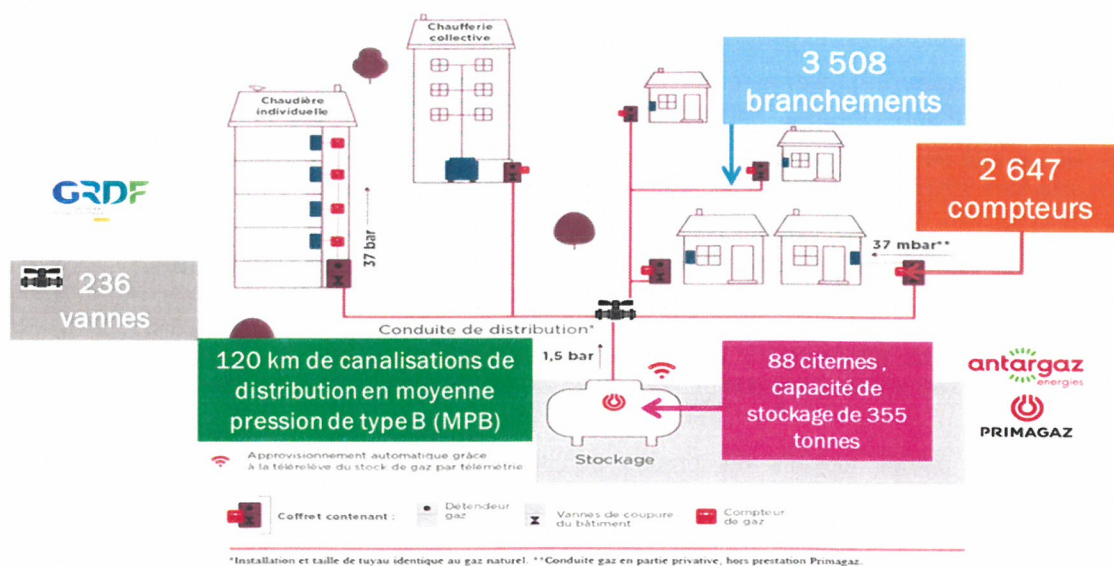 Chaufferie
collective
Chaudière
individuelle
3 508
branchements
GRDF
2 647
compteurs
37 bar
37 mbar**
236
vannes
Conduite de distribution*
1,5 bar
120 km de canalisations de
distribution en moyenne
pression de type B (MPB)
88 citernes ,
capacité de
stockage de 355
tonnes
antargaz
energies
PRIMAGAZ
Stockage
Approvisionnement automatique grâce
à la télérelève du stock de gaz par télémétrie
Coffret contenant :
Détendeur
gaz
Vannes de coupure
du bâtiment
Compteur
de gaz
*Installation et taille de tuyau identique au gaz naturel. **Conduite gaz en partie privative, hors prestation Primagaz.